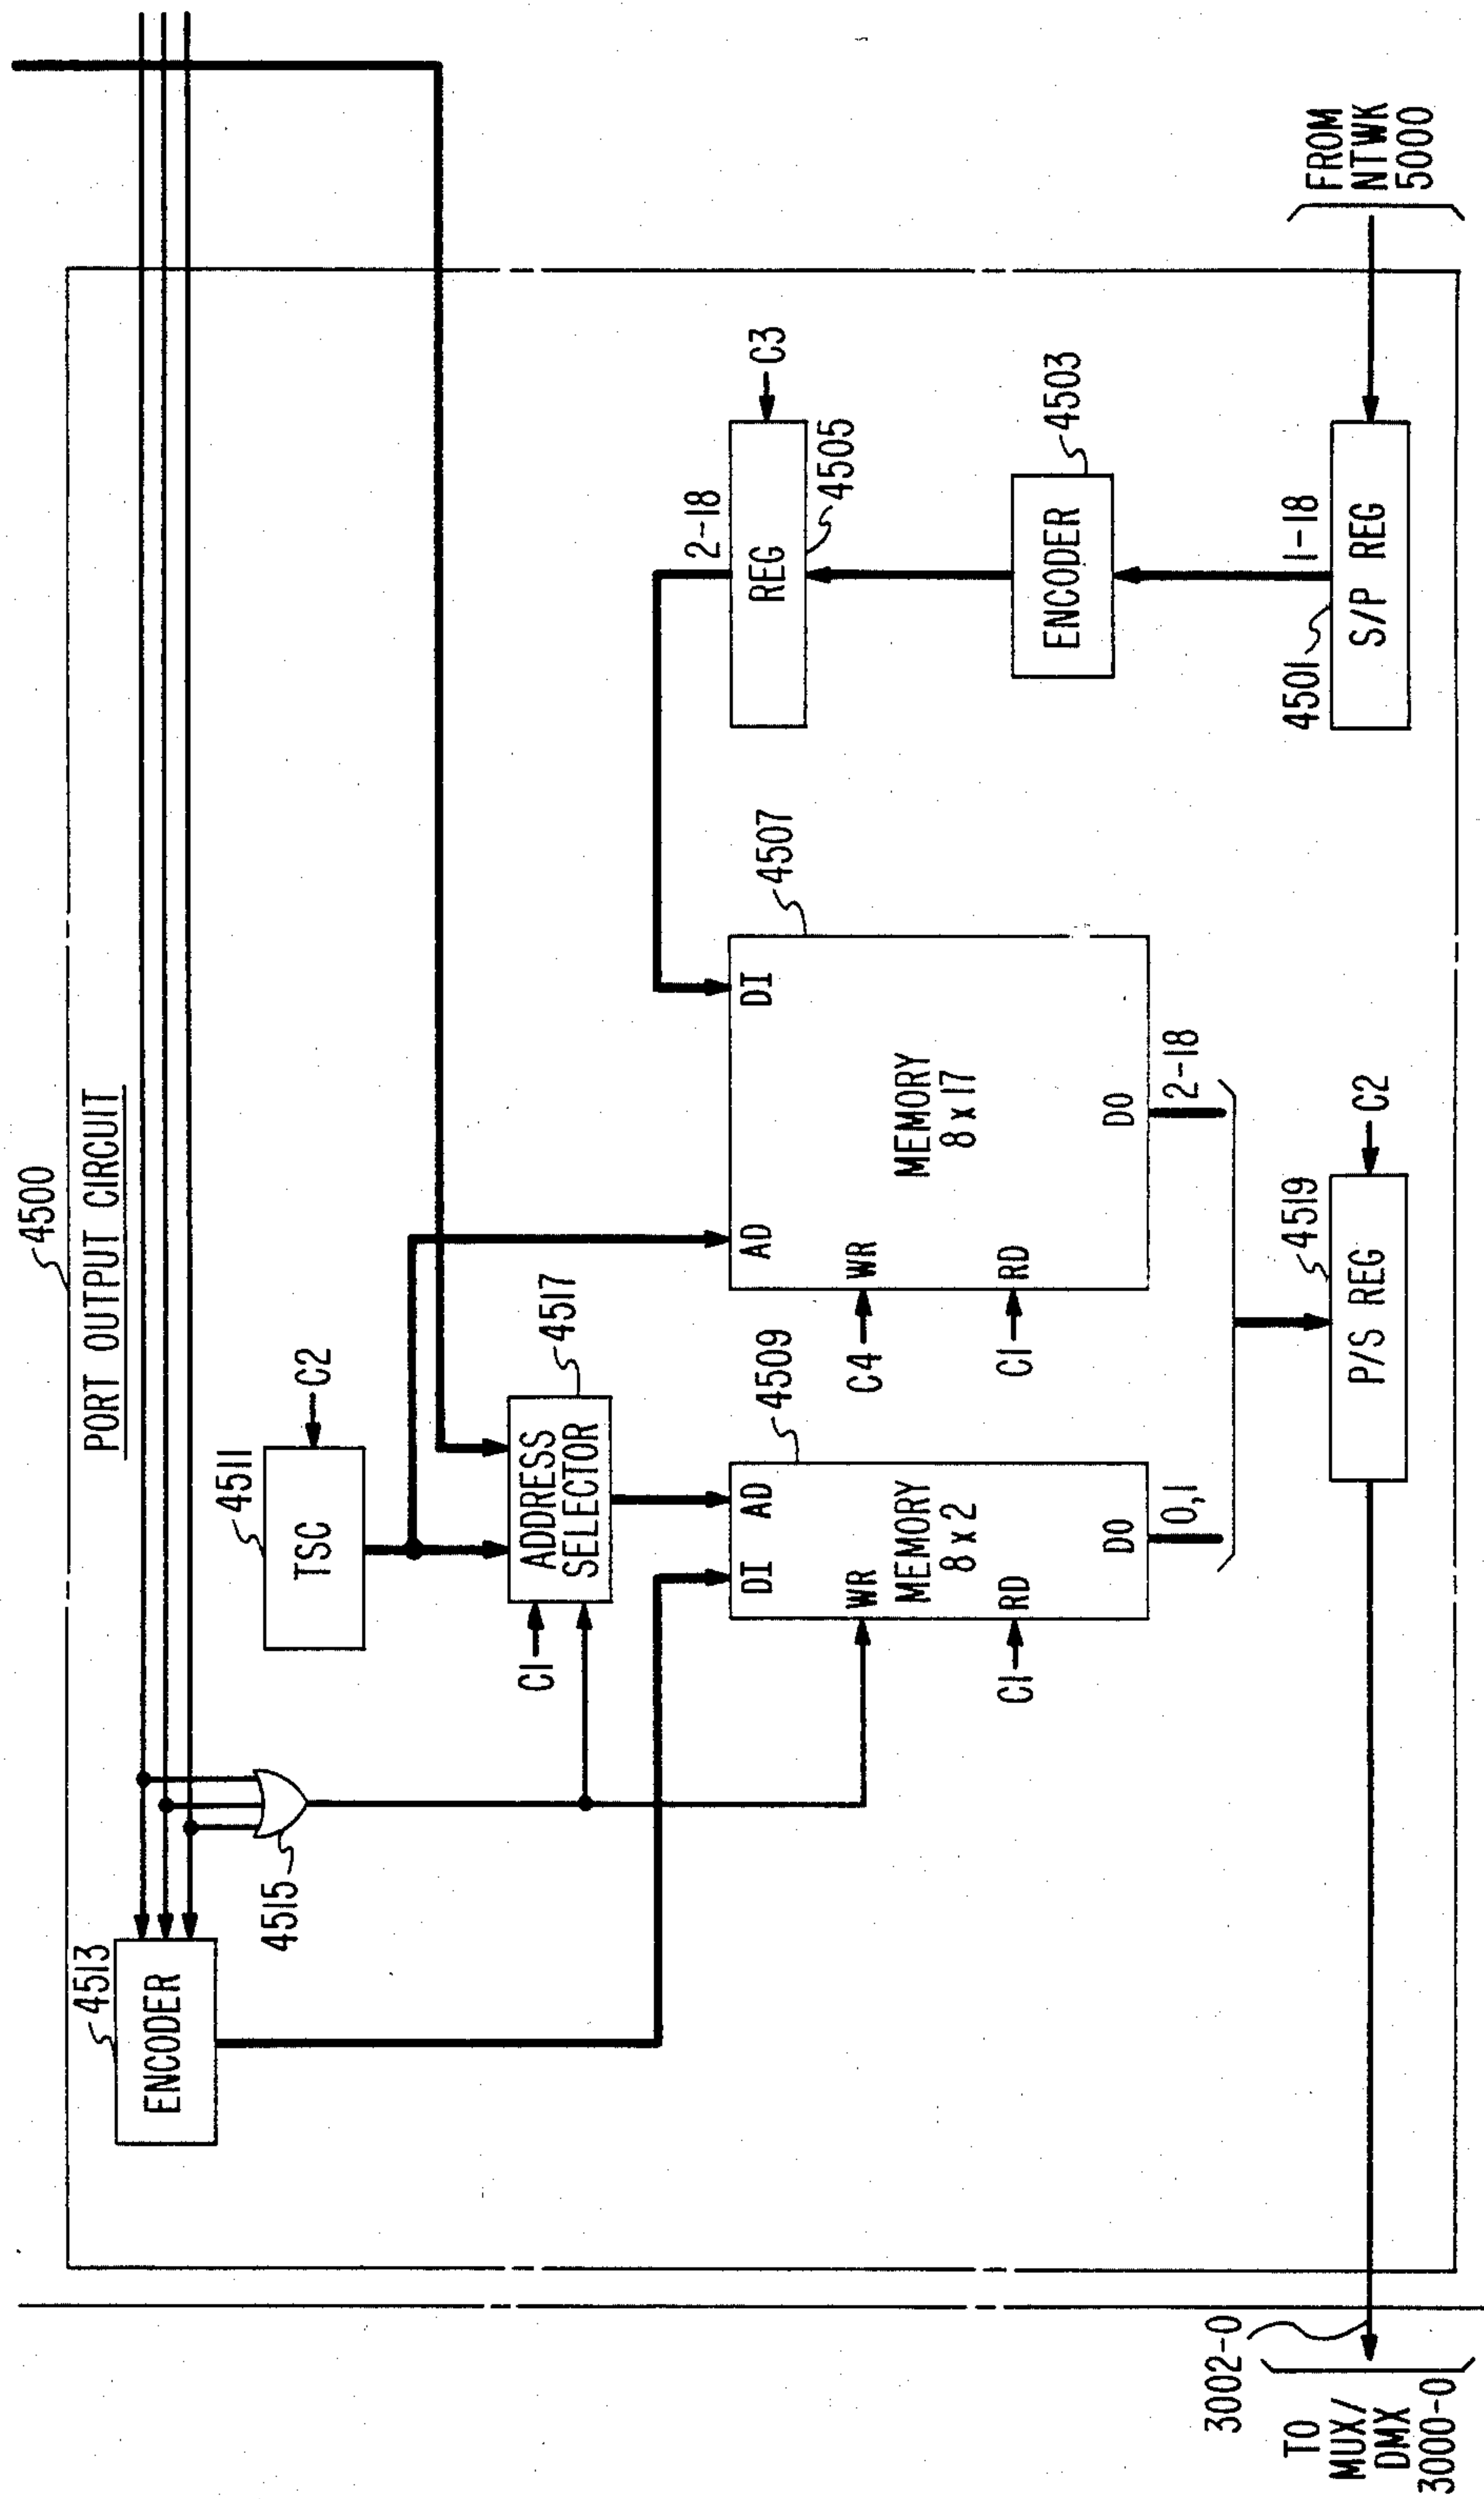 4500
PORT OUTPUT CIRCUIT
4513
ENCODER
4515
4511
TSC
C2
C1
ADDRESS
SELECTOR
4517
4509
DI
AD
WR
MEMORY
8 x 2
C1
RD
DO
0,1
4507
AD
DI
C4
WR
MEMORY
8 x 17
C1
RD
DO
2-18
2-18
REG
C3
4505
ENCODER
4503
1-18
4501
S/P REG
FROM
NTWK
5000
4519
P/S REG
C2
3002-0
TO
MUX/
DMX
3000-0